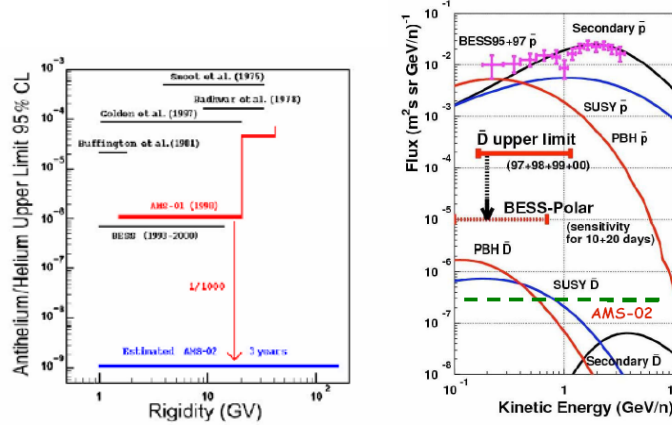 Antihelium/Helium Upper Limit 95% CL
10⁻³
10⁻⁴
10⁻⁵
10⁻⁶
10⁻⁷
10⁻⁸
10⁻⁹
Smoot et al. (1975)
Badhwar et al. (1978)
Golden et al. (1997)
Buffington et al. (1981)
AMS-01 (1998)
BESS (1993-2000)
1/1000
Estimated AMS-02 3 years
1
10
10²
Rigidity (GV)
Flux (m²s sr GeV/n)⁻¹
10⁻¹
10⁻²
10⁻³
10⁻⁴
10⁻⁵
10⁻⁶
10⁻⁷
10⁻⁸
BESS95+97 p̄
Secondary p̄
SUSY p̄
PBH p̄
D̄ upper limit
(97+98+99+00)
BESS-Polar
(sensitivity
for 10+20 days)
PBH D̄
SUSY D̄
AMS-02
Secondary D̄
10⁻¹
1
10
Kinetic Energy (GeV/n)